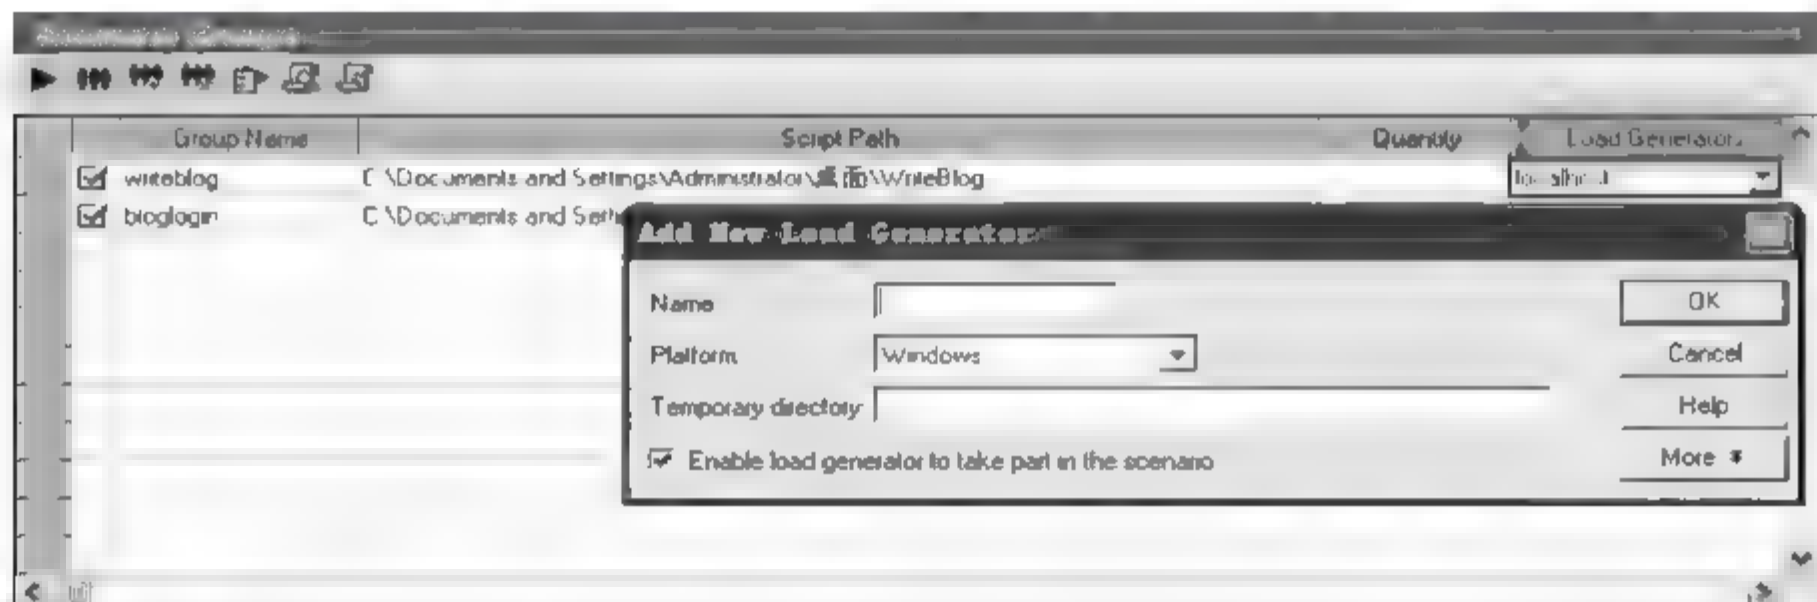 Group Name Script Path Quantity Load Generators
writeblog C:\Documents and Settings\Administrator\桌面\WriteBlog localhost
bloglogin C:\Documents and Setti
Add New Load Generator
Name OK
Platform Windows Cancel
Temporary directory Help
Enable load generator to take part in the scenario More